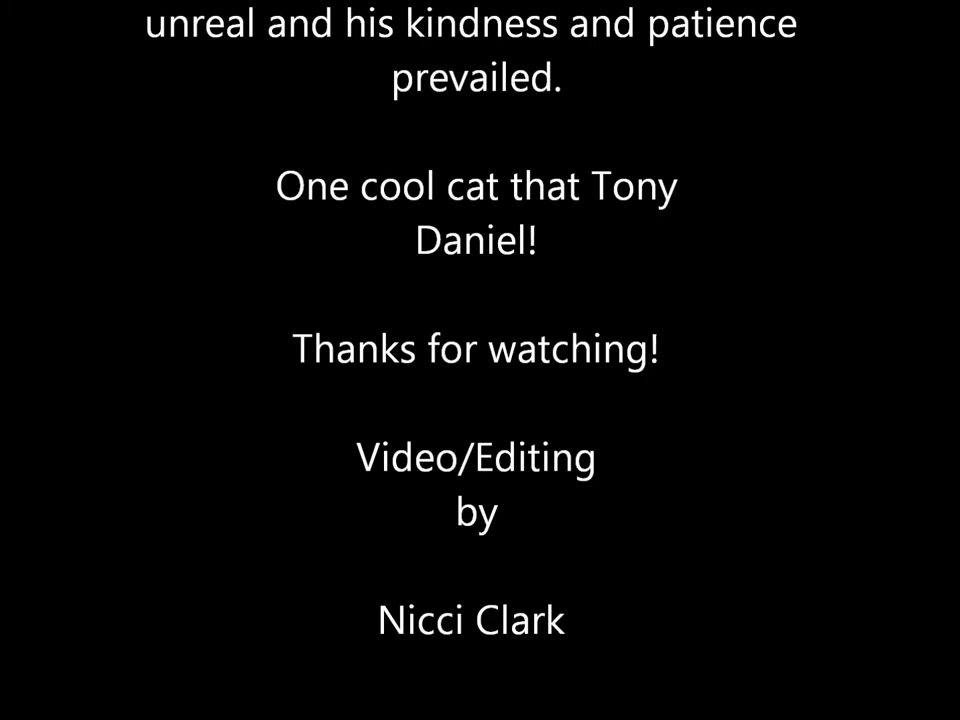 unreal and his kindness and patience
prevailed.
One cool cat that Tony
Daniel!
Thanks for watching!
Video/Editing
by
Nicci Clark